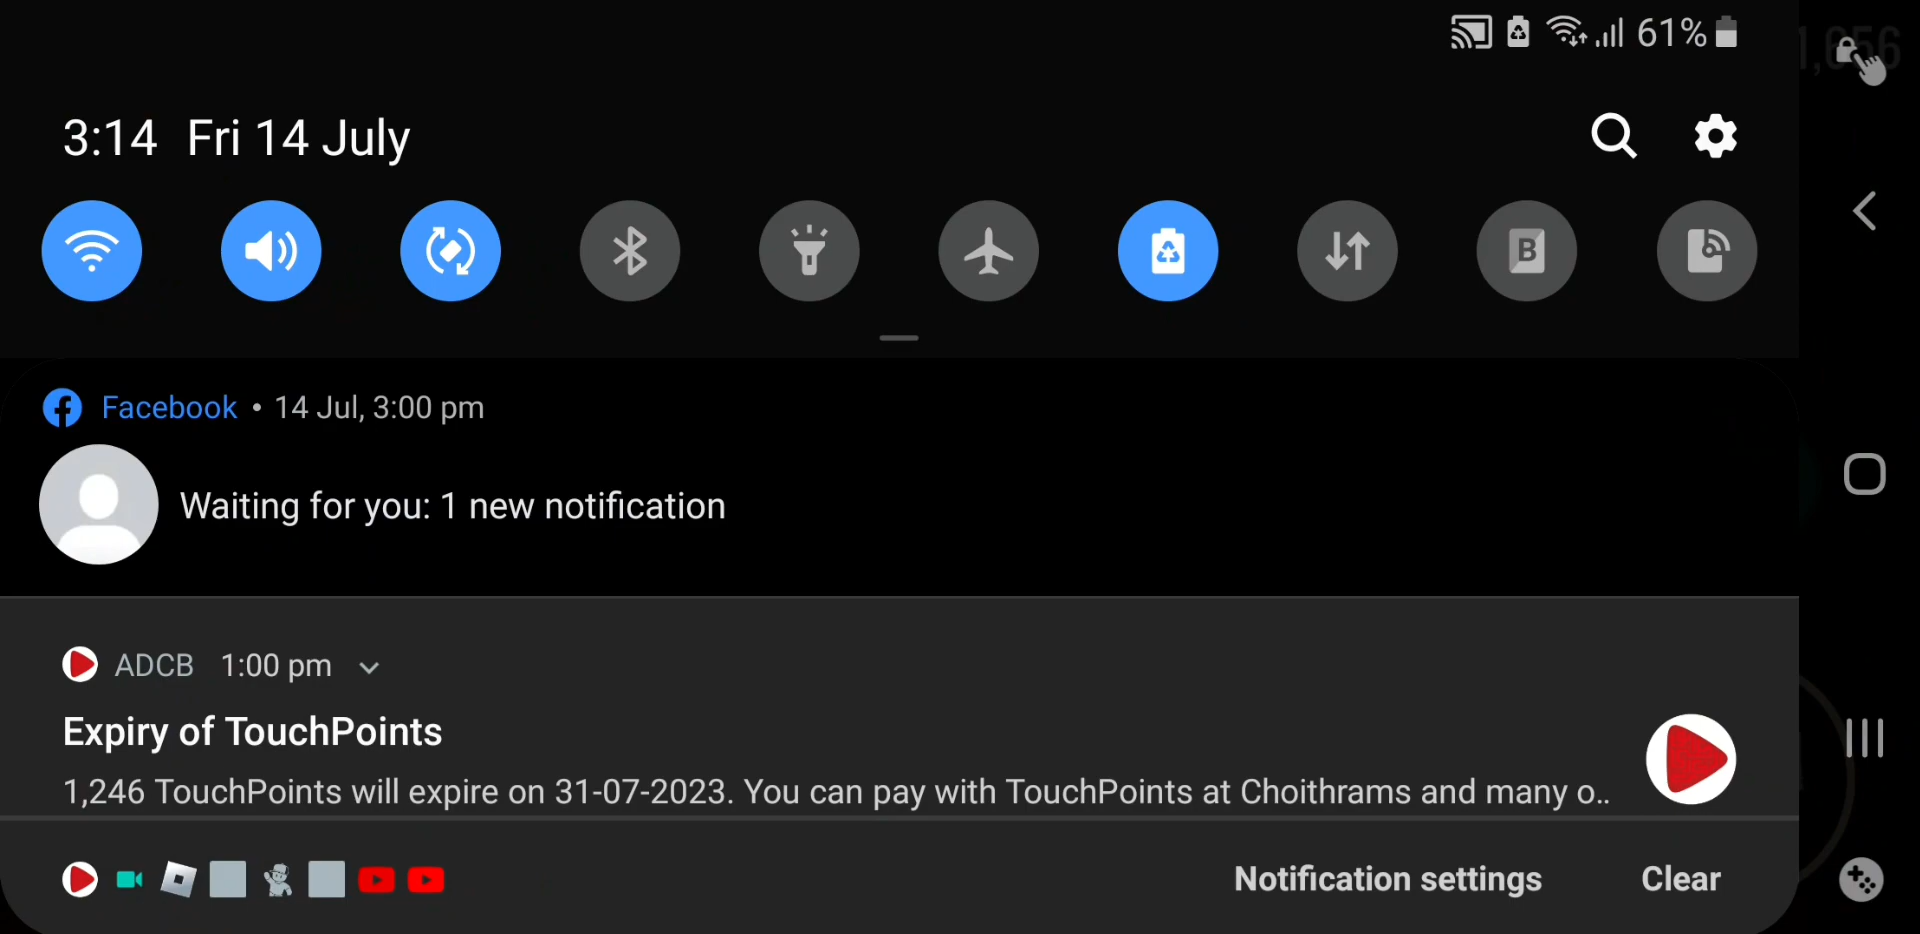 61%
1,656
3:14 Fri 14 July
B
Facebook • 14 Jul, 3:00 pm
Waiting for you: 1 new notification
ADCB 1:00 pm
Expiry of TouchPoints
1,246 TouchPoints will expire on 31-07-2023. You can pay with TouchPoints at Choithrams and many o..
Notification settings Clear